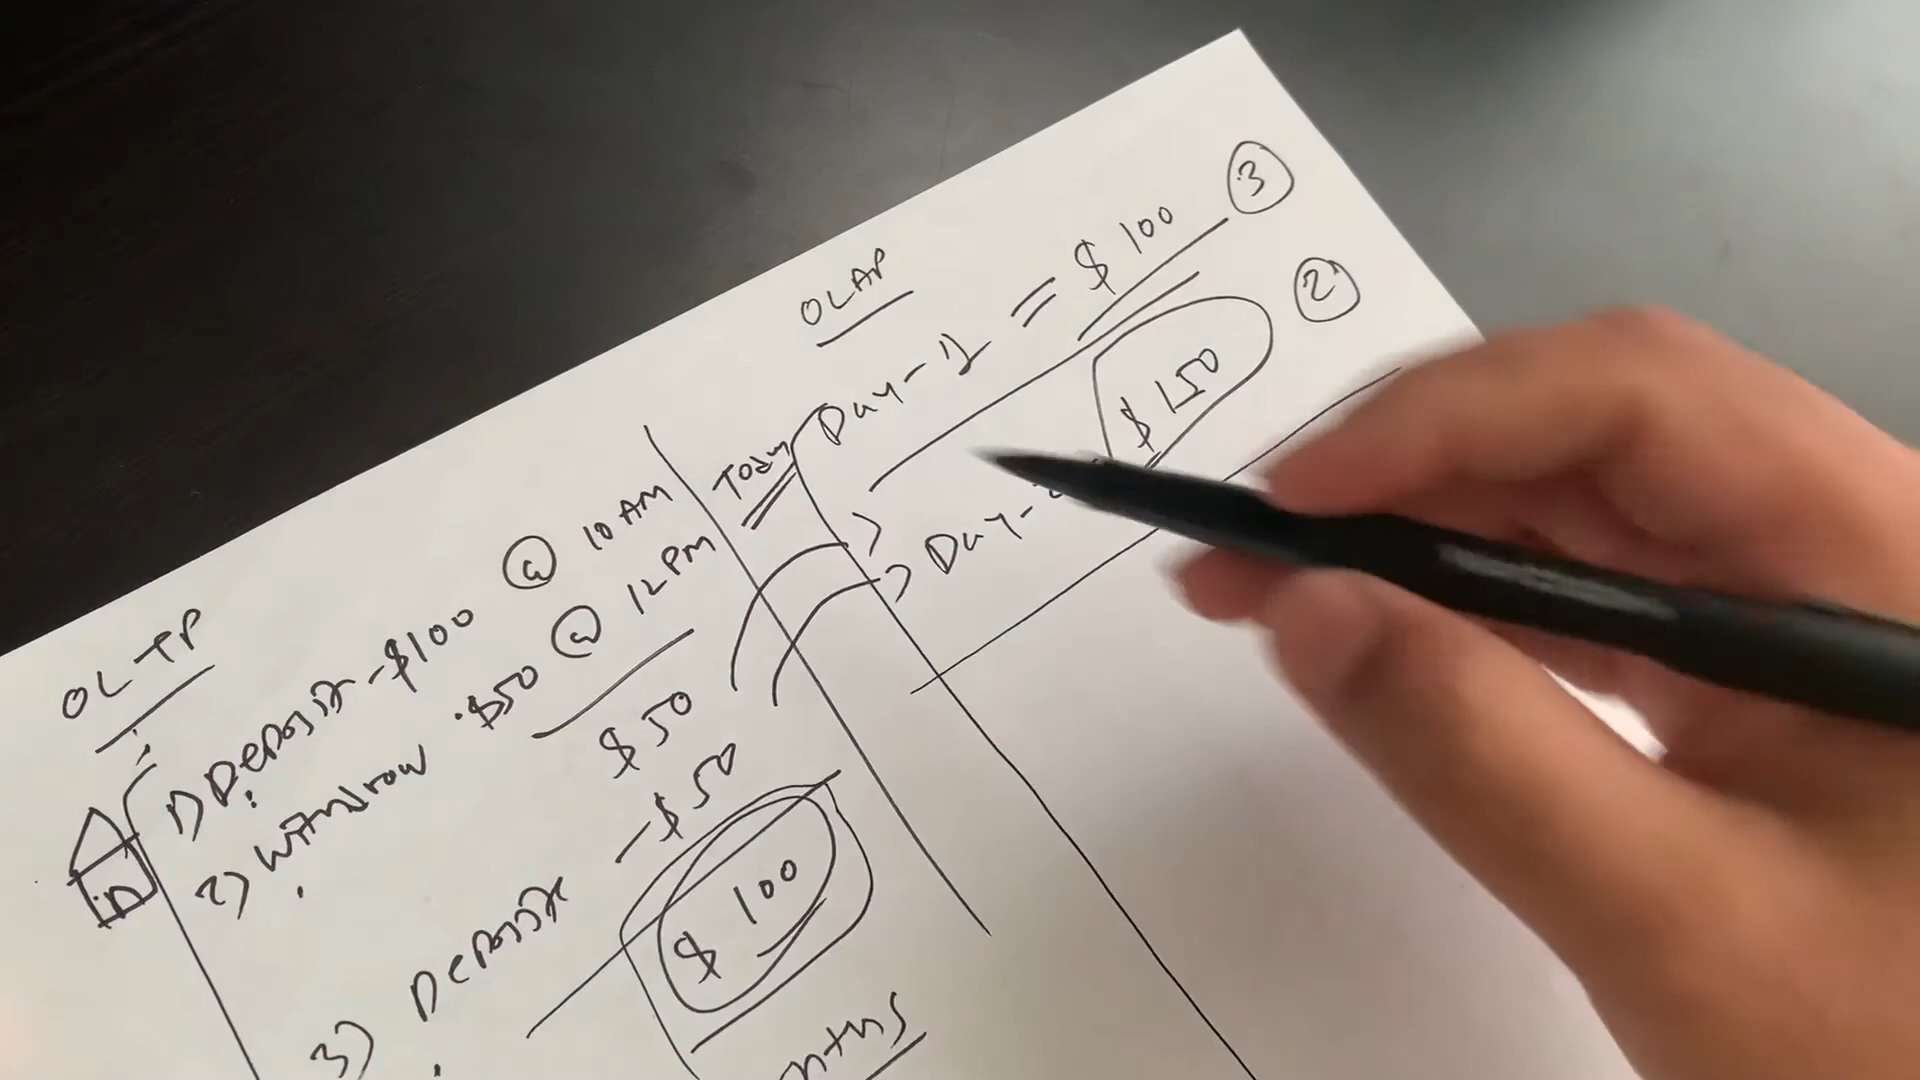 OLAP
Day-1 = $100 3
Today
Day- $150 2
OLTP
1) Deposit-$100 @ 10 AM
2) Withdrow $50 @ 12 PM
$50
3) Deposit -$50
$100